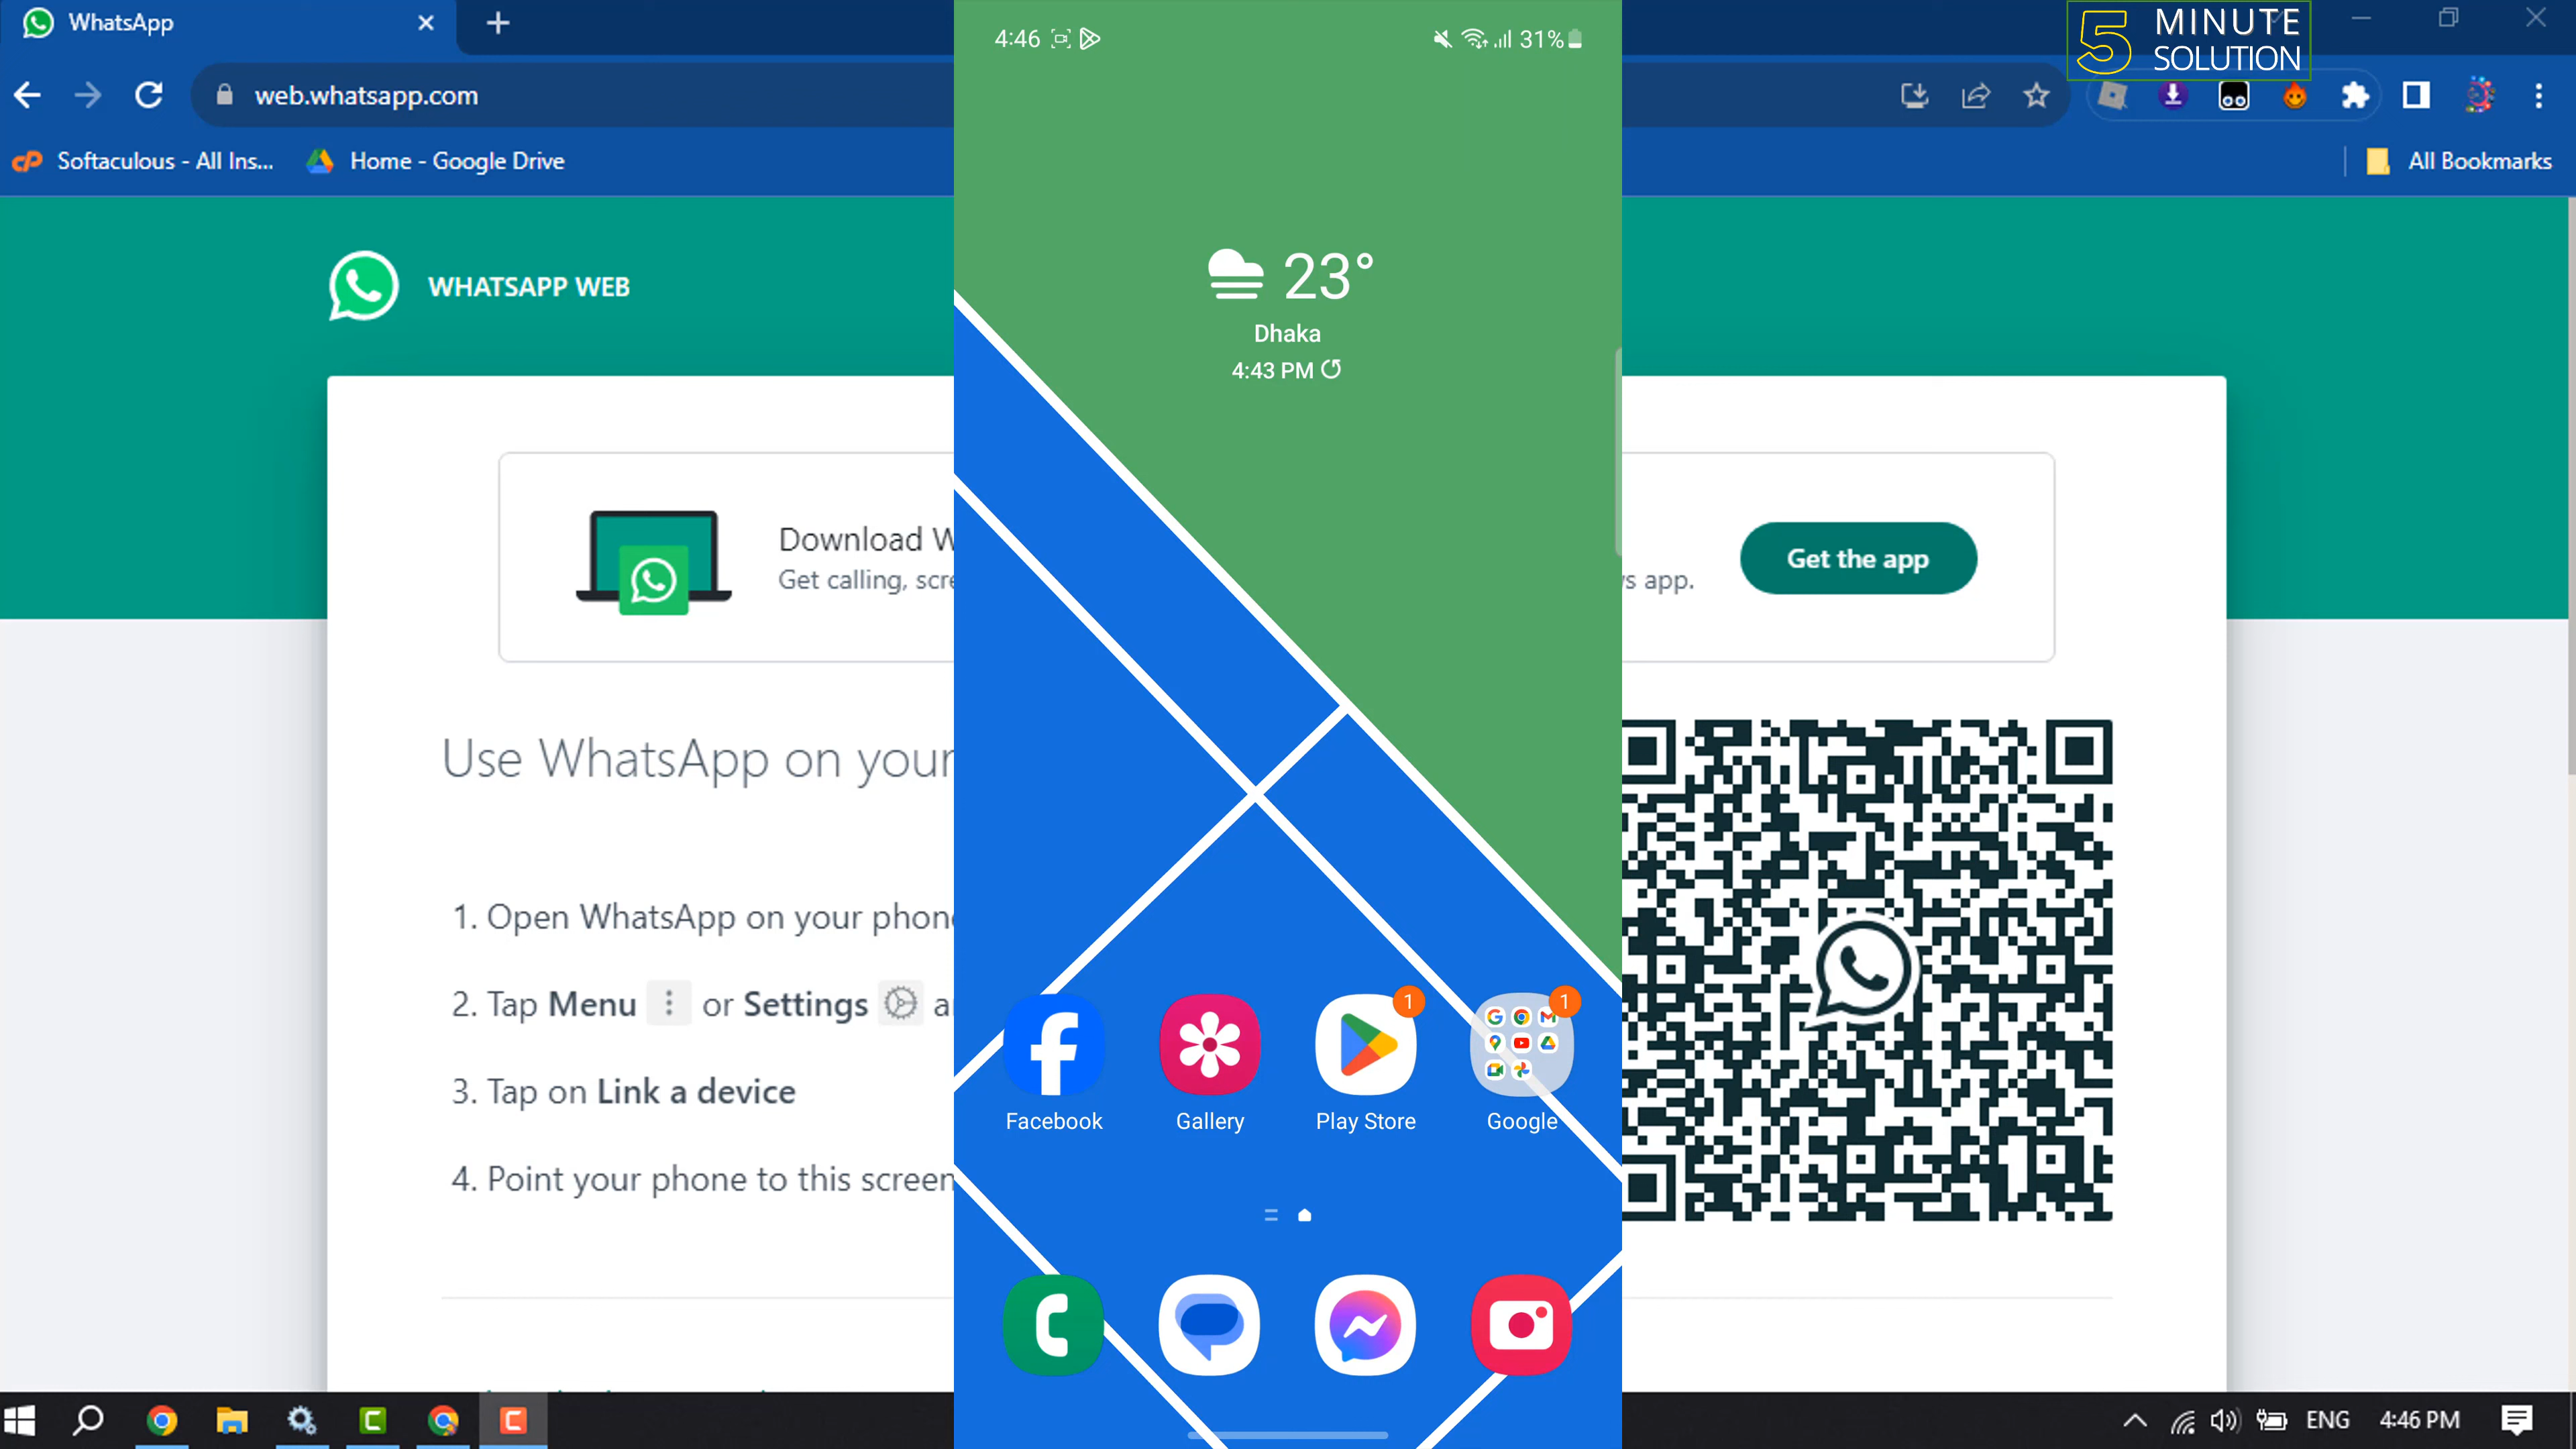 WhatsApp
5 MINUTE
SOLUTION
web.whatsapp.com
Softaculous - All Ins...
Home - Google Drive
All Bookmarks
WHATSAPP WEB
Download W
Get calling, scre
s app.
Get the app
Use WhatsApp on your
1. Open WhatsApp on your phon
2. Tap Menu or Settings a
3. Tap on Link a device
4. Point your phone to this screen
4:46
31%
23°
Dhaka
4:43 PM
1
1
Facebook
Gallery
Play Store
Google
ENG
4:46 PM